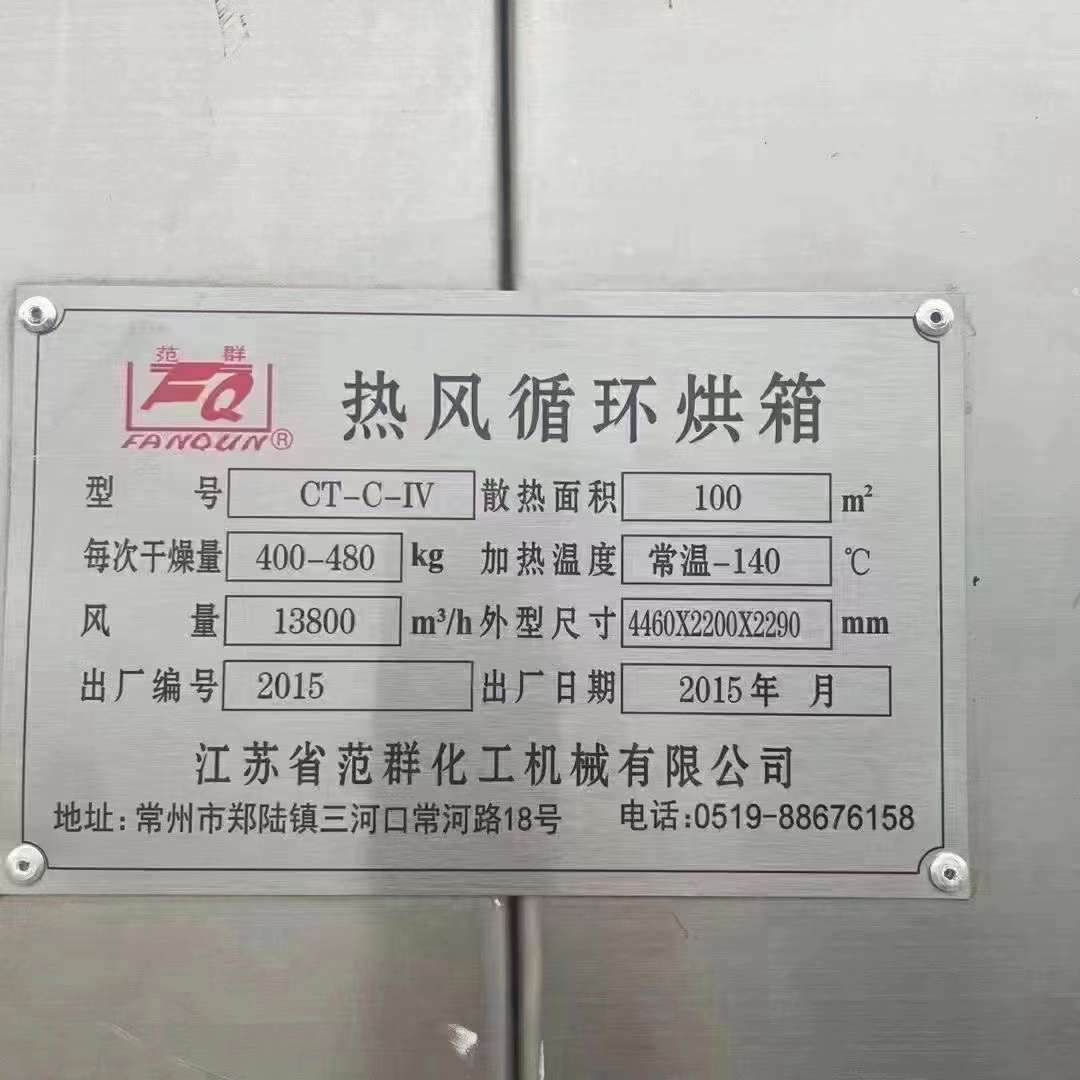 范群
FQ
FANQUN®
热风循环烘箱
型号 CT-C-IV 散热面积 100 m²
每次干燥量 400-480 kg 加热温度 常温-140 ℃
风量 13800 m³/h 外型尺寸 4460X2200X2290 mm
出厂编号 2015 出厂日期 2015年 月
江苏省范群化工机械有限公司
地址:常州市郑陆镇三河口常河路18号 电话:0519-88676158